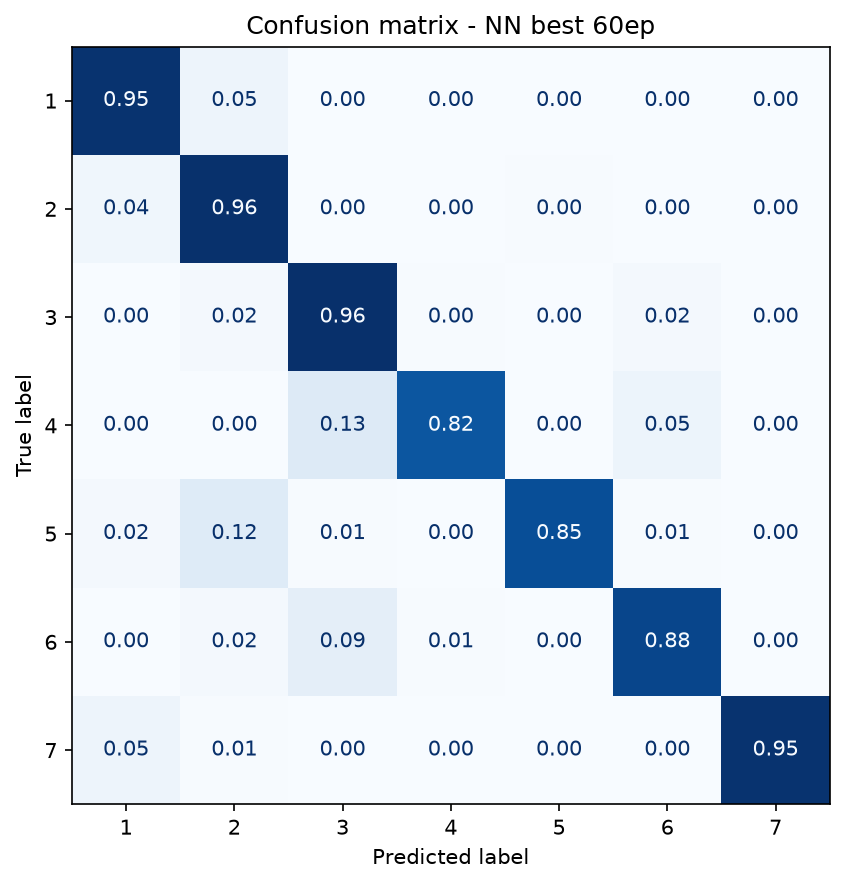 Confusion matrix - NN best 60ep
1 0.95 0.05 0.00 0.00 0.00 0.00 0.00
2 0.04 0.96 0.00 0.00 0.00 0.00 0.00
3 0.00 0.02 0.96 0.00 0.00 0.02 0.00
4 0.00 0.00 0.13 0.82 0.00 0.05 0.00
5 0.02 0.12 0.01 0.00 0.85 0.01 0.00
6 0.00 0.02 0.09 0.01 0.00 0.88 0.00
7 0.05 0.01 0.00 0.00 0.00 0.00 0.95
True label
1 2 3 4 5 6 7
Predicted label